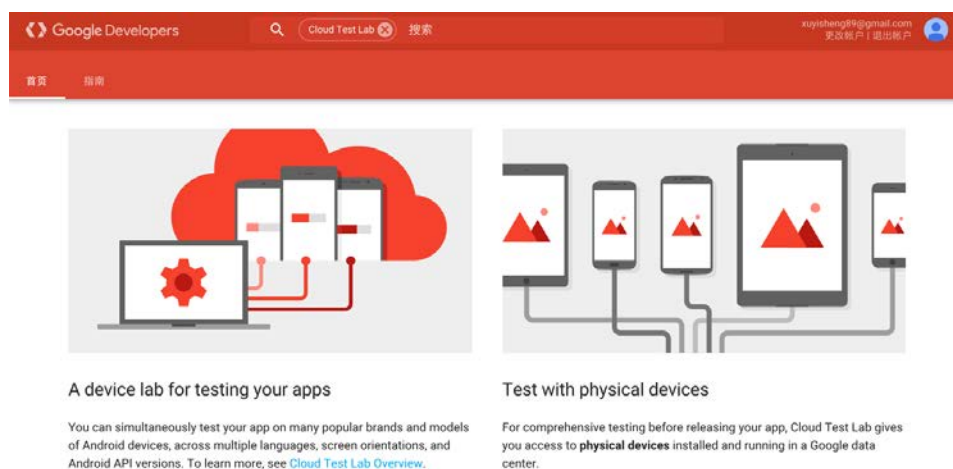 Google Developers
Cloud Test Lab
搜索
xuyisheng89@gmail.com
更改帐户 | 退出帐户
首页
指南
A device lab for testing your apps
You can simultaneously test your app on many popular brands and models
of Android devices, across multiple languages, screen orientations, and
Android API versions. To learn more, see Cloud Test Lab Overview.
Test with physical devices
For comprehensive testing before releasing your app, Cloud Test Lab gives
you access to physical devices installed and running in a Google data
center.